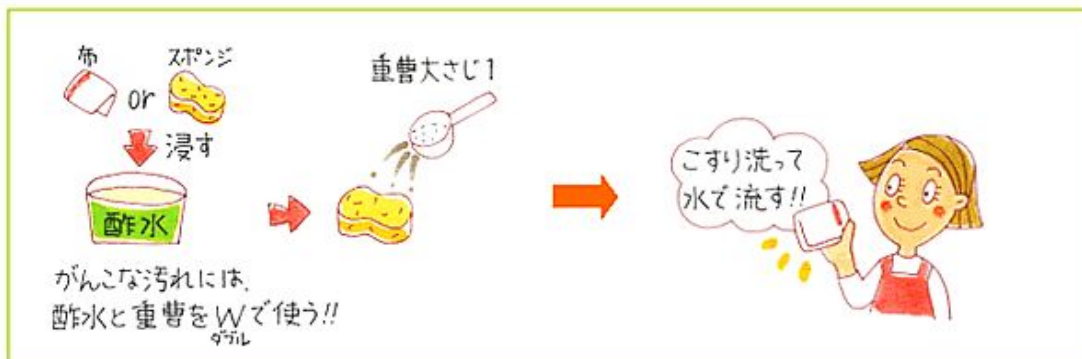 布
or
スポンジ
浸す
酢水
重曹大さじ1
がんこな汚れには、
酢水と重曹をWで使う!!
ダブル
こすり洗って
水で流す!!